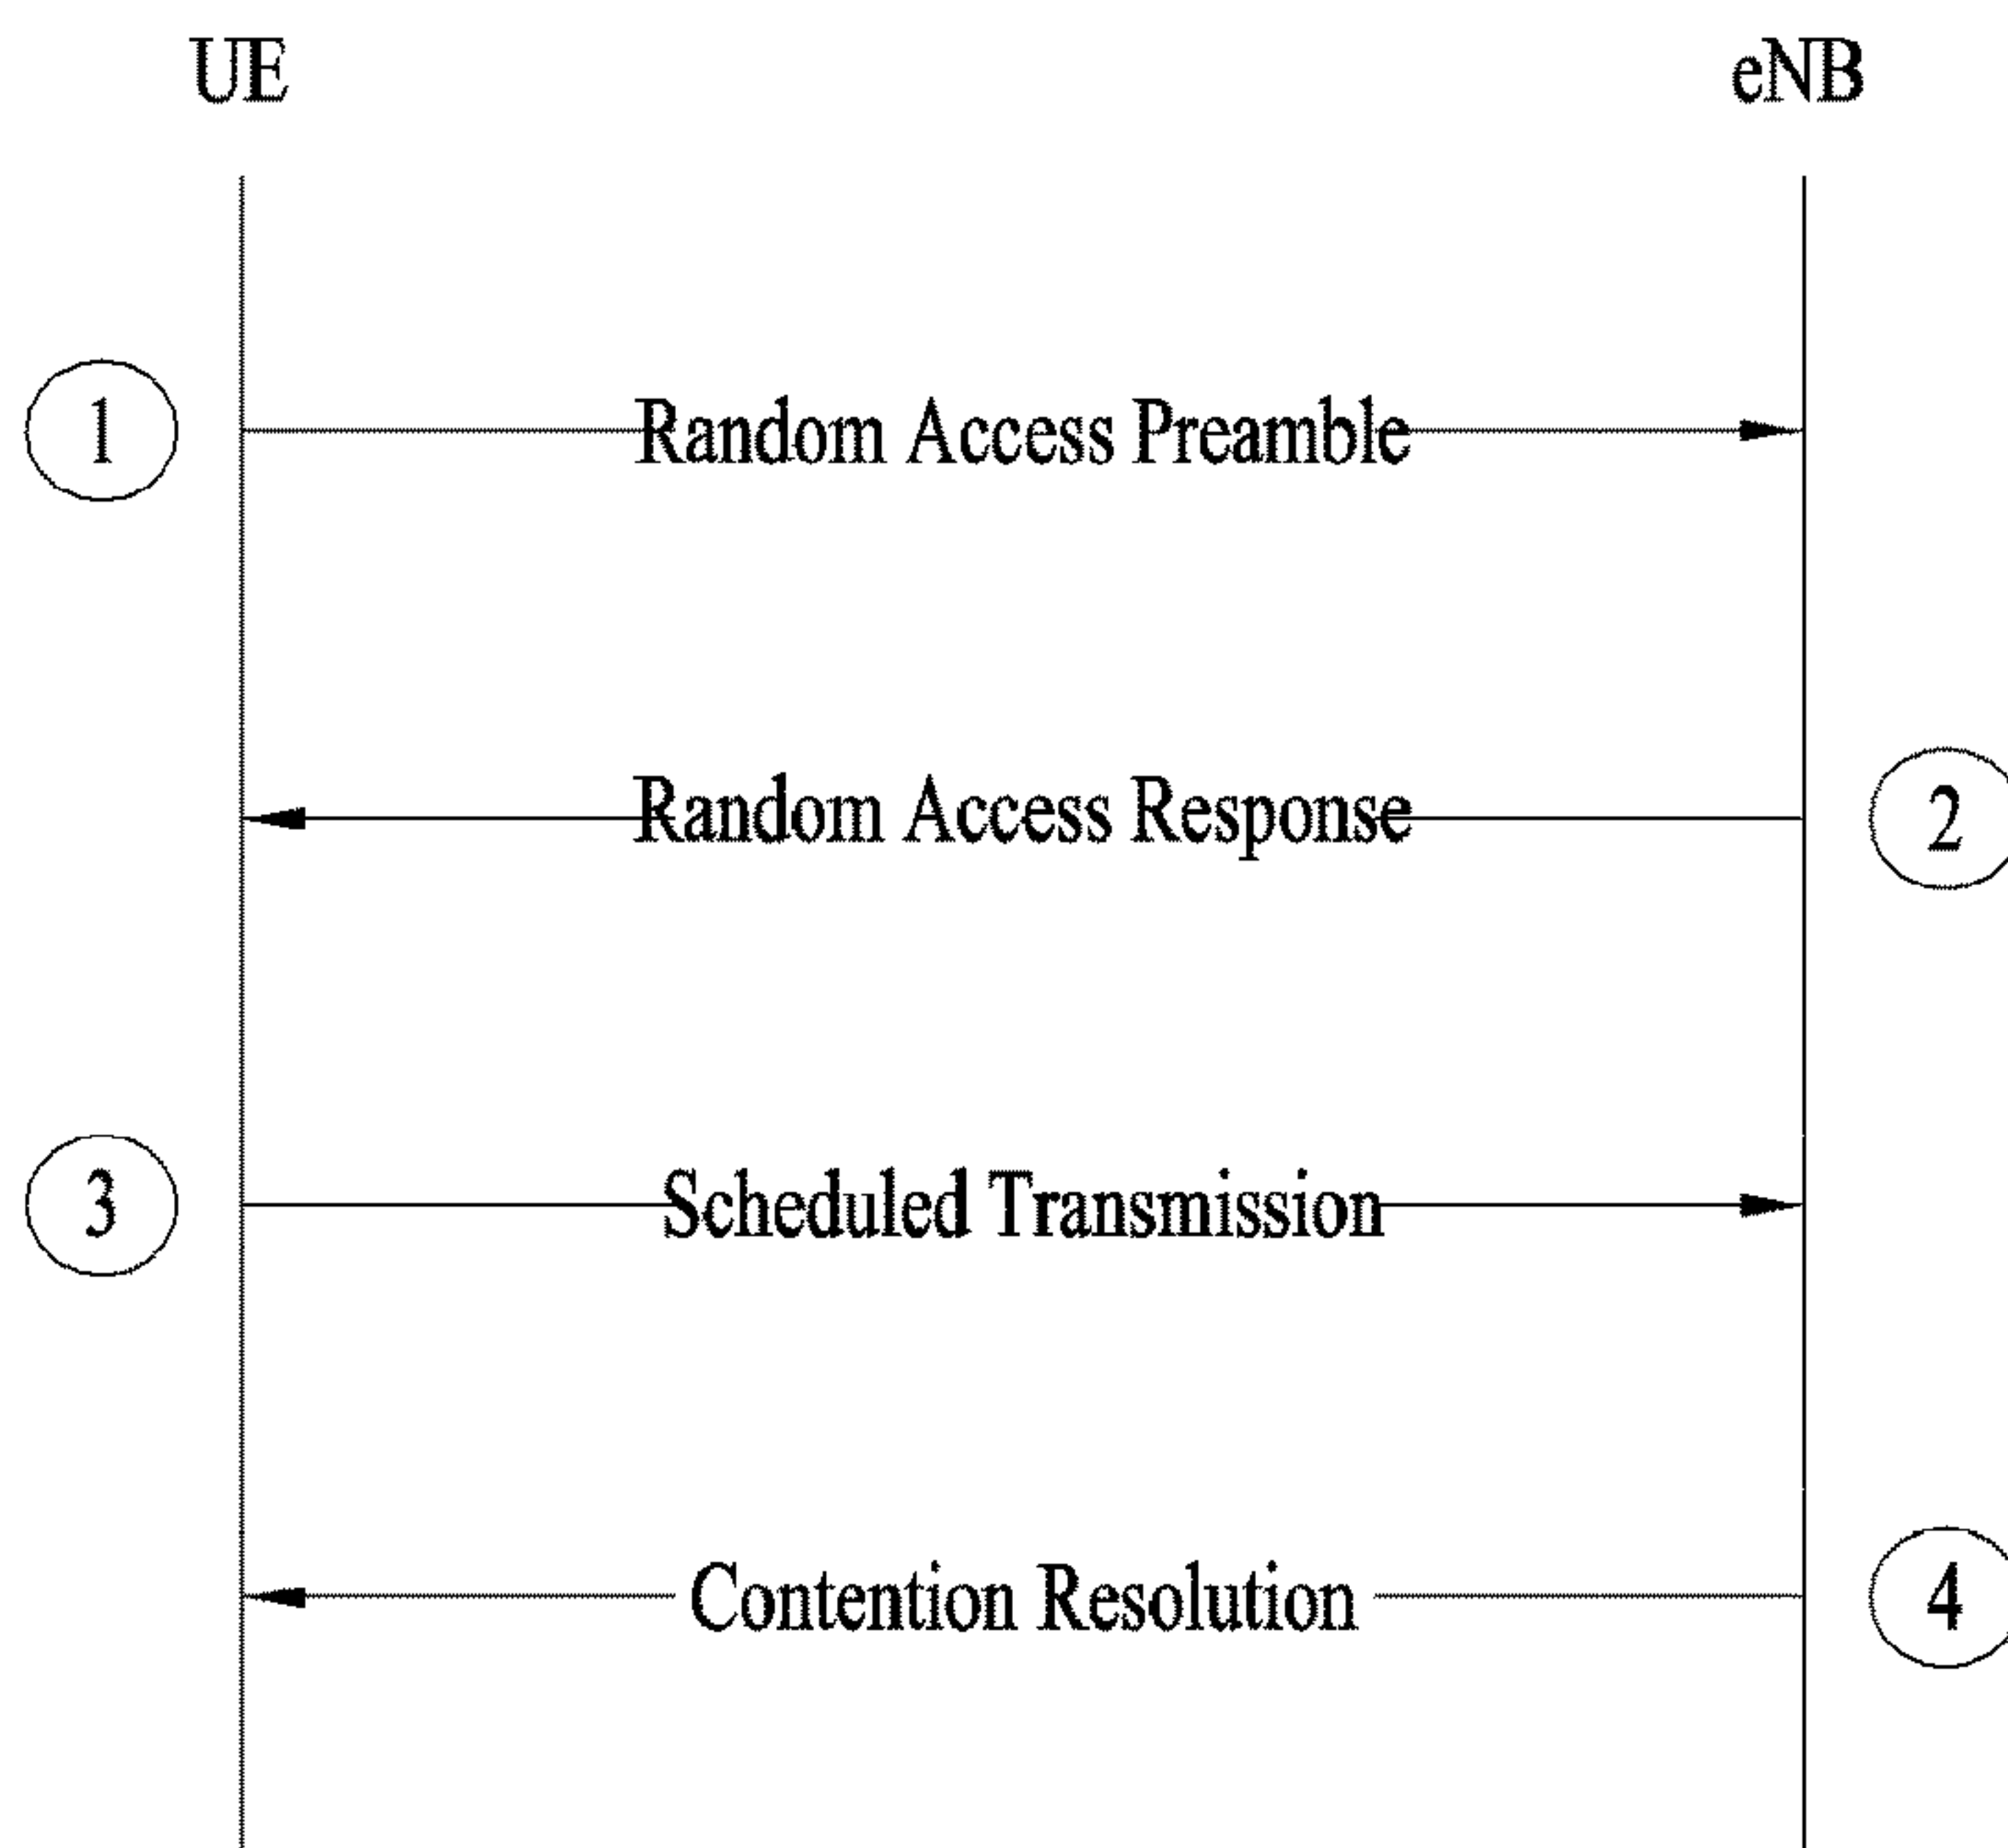 UE eNB
1 Random Access Preamble
Random Access Response 2
3 Scheduled Transmission
Contention Resolution 4